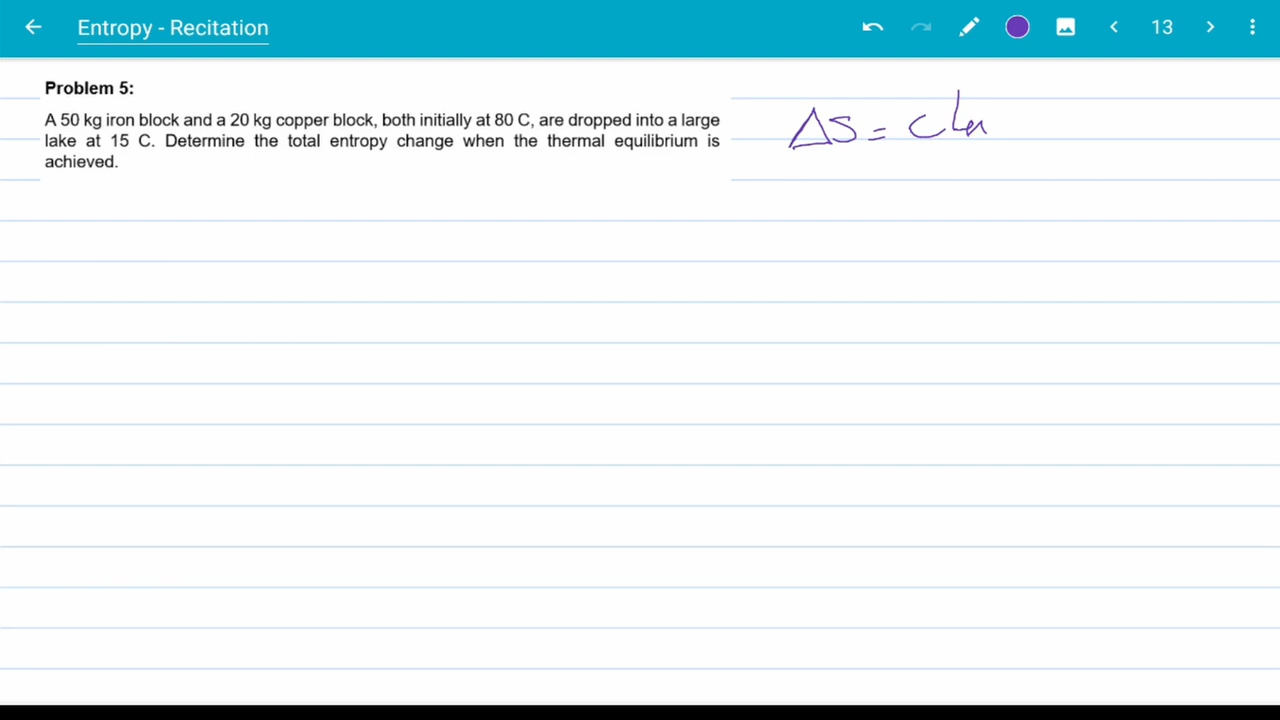 Entropy - Recitation
13
Problem 5:
A 50 kg iron block and a 20 kg copper block, both initially at 80 C, are dropped into a large
lake at 15 C. Determine the total entropy change when the thermal equilibrium is
achieved.
ΔS = C Ln